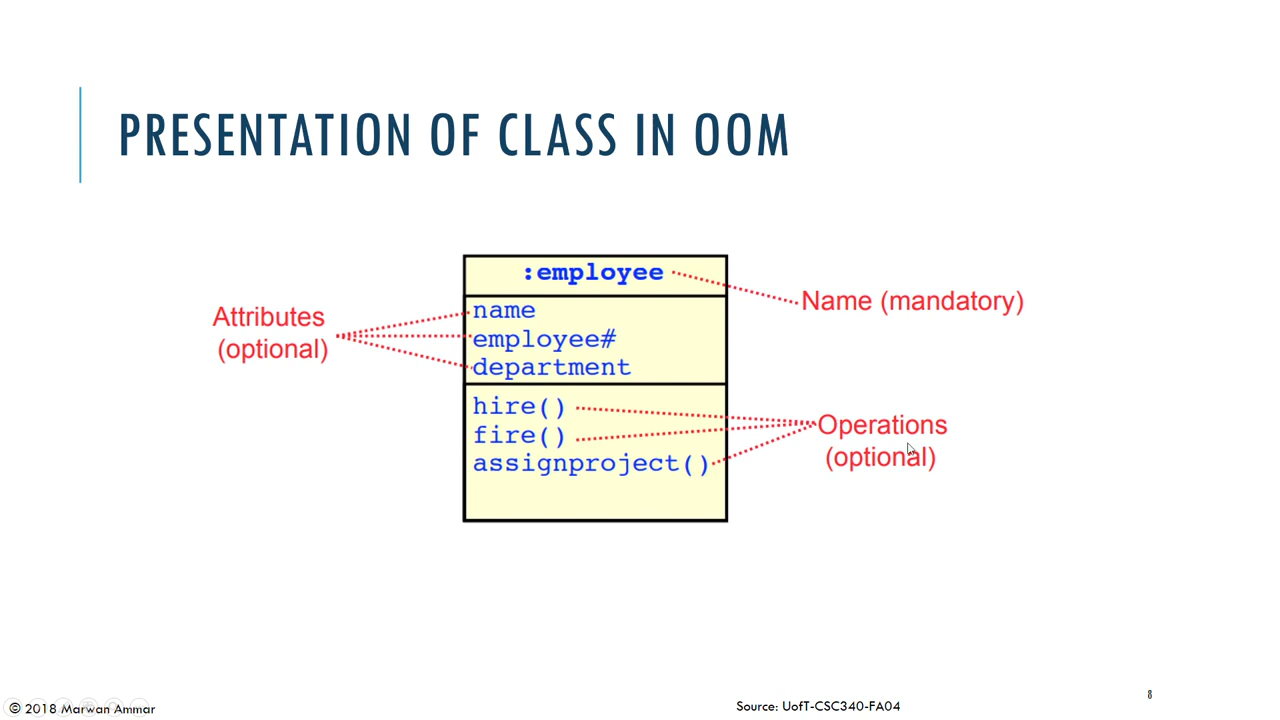 PRESENTATION OF CLASS IN OOM
:employee
Name (mandatory)
Attributes
(optional)
name
employee#
department
hire()
fire()
assignproject()
Operations
(optional)
8
© 2018 Marwan Ammar
Source: UofT-CSC340-FA04